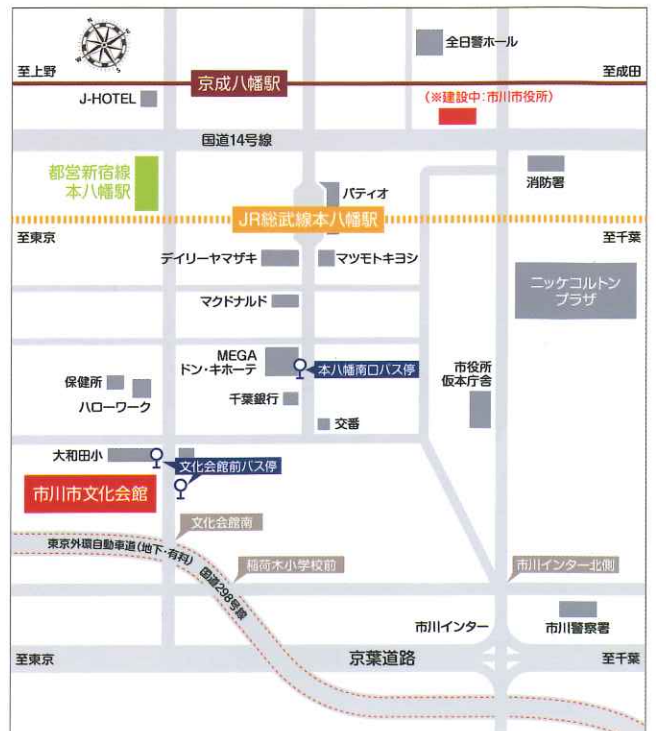 全日警ホール
至上野
京成八幡駅
至成田
J-HOTEL
(※建設中:市川市役所)
国道14号線
都営新宿線
本八幡駅
消防署
パティオ
JR総武線本八幡駅
至東京
至千葉
デイリーヤマザキ
マツモトキヨシ
ニッケコルトン
プラザ
マクドナルド
MEGA
ドン・キホーテ
本八幡南口バス停
市役所
仮本庁舎
保健所
ハローワーク
千葉銀行
交番
大和田小
文化会館前バス停
市川市文化会館
文化会館南
東京外環自動車道(地下・有料)
国道298号線
稲荷木小学校前
市川インター北側
市川インター
市川警察署
至東京
京葉道路
至千葉